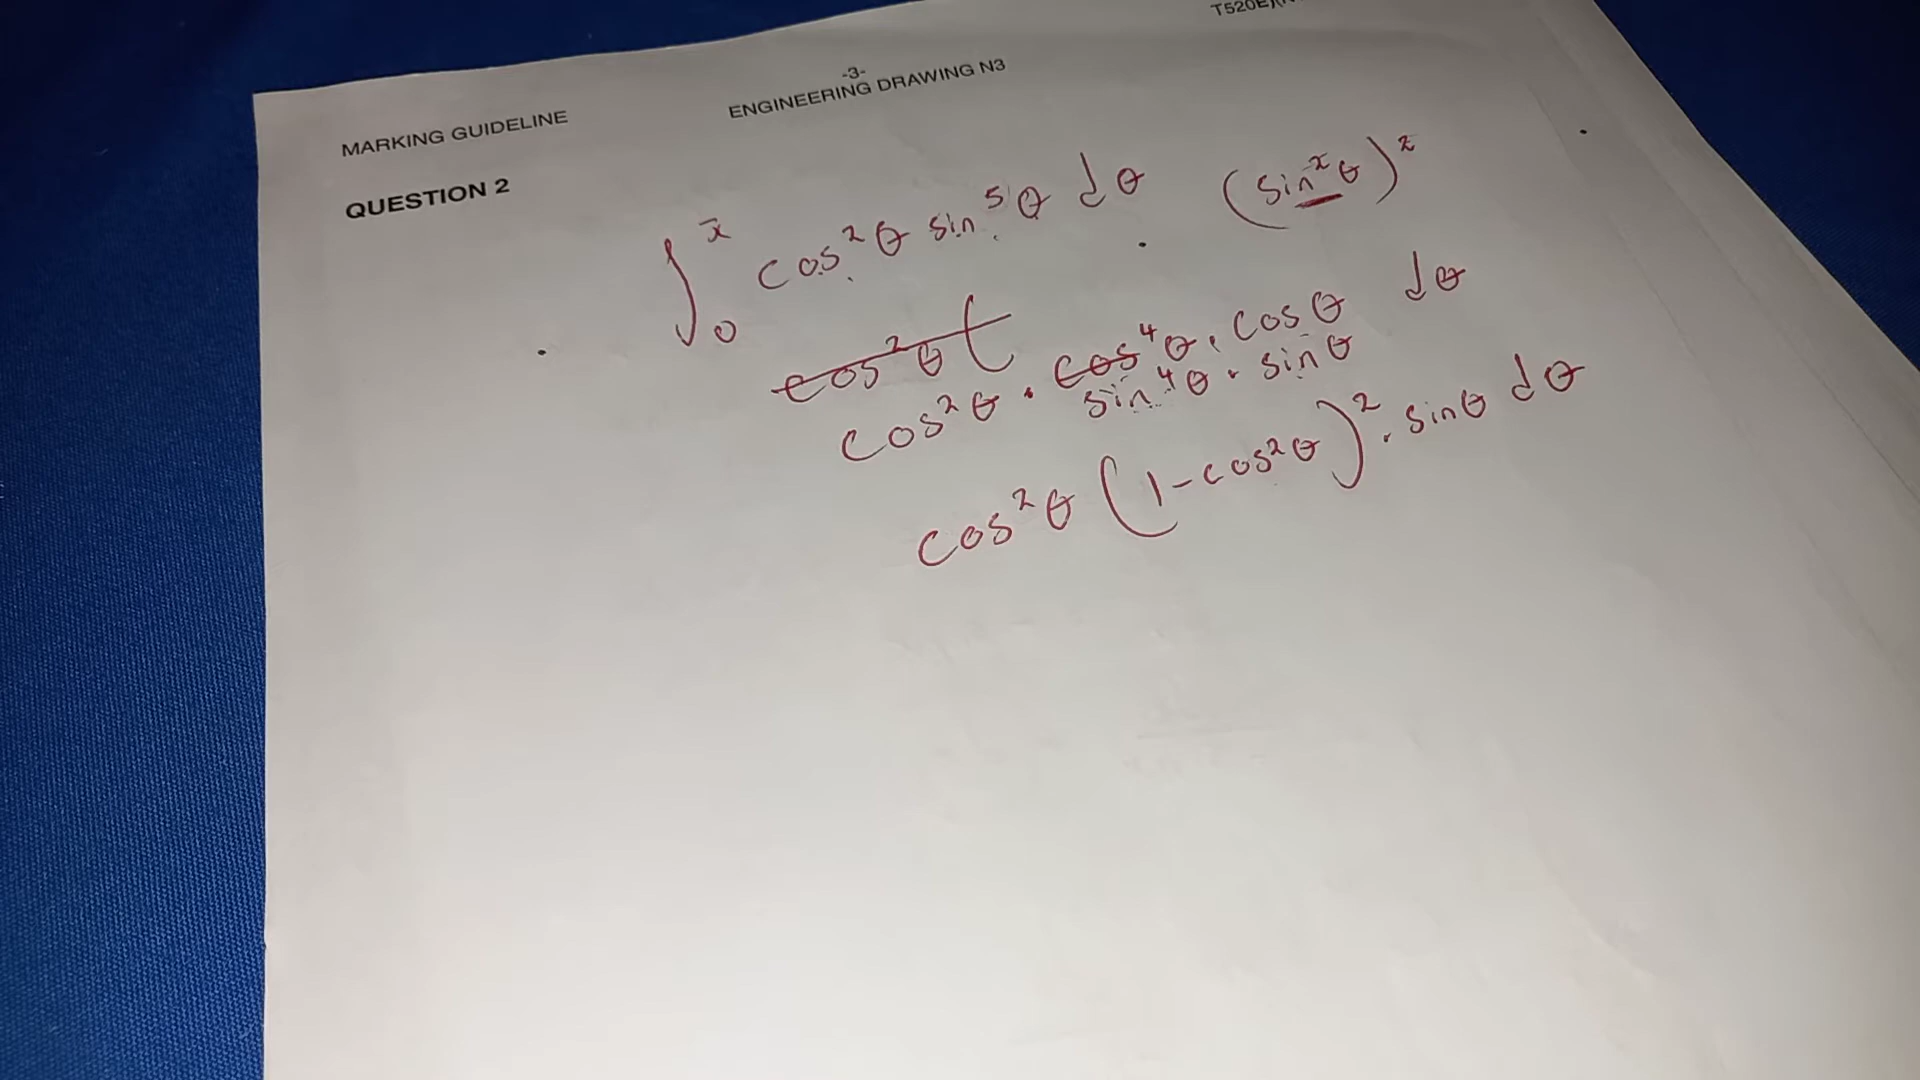 T520E)(N
-3-
MARKING GUIDELINE ENGINEERING DRAWING N3
QUESTION 2
∫₀^π cos²θ sin⁵θ dθ (sin²θ)²
cos²θ (
cos²θ . cos⁴θ . cosθ dθ
sin⁴θ . sinθ
cos²θ (1-cos²θ)² . sinθ dθ